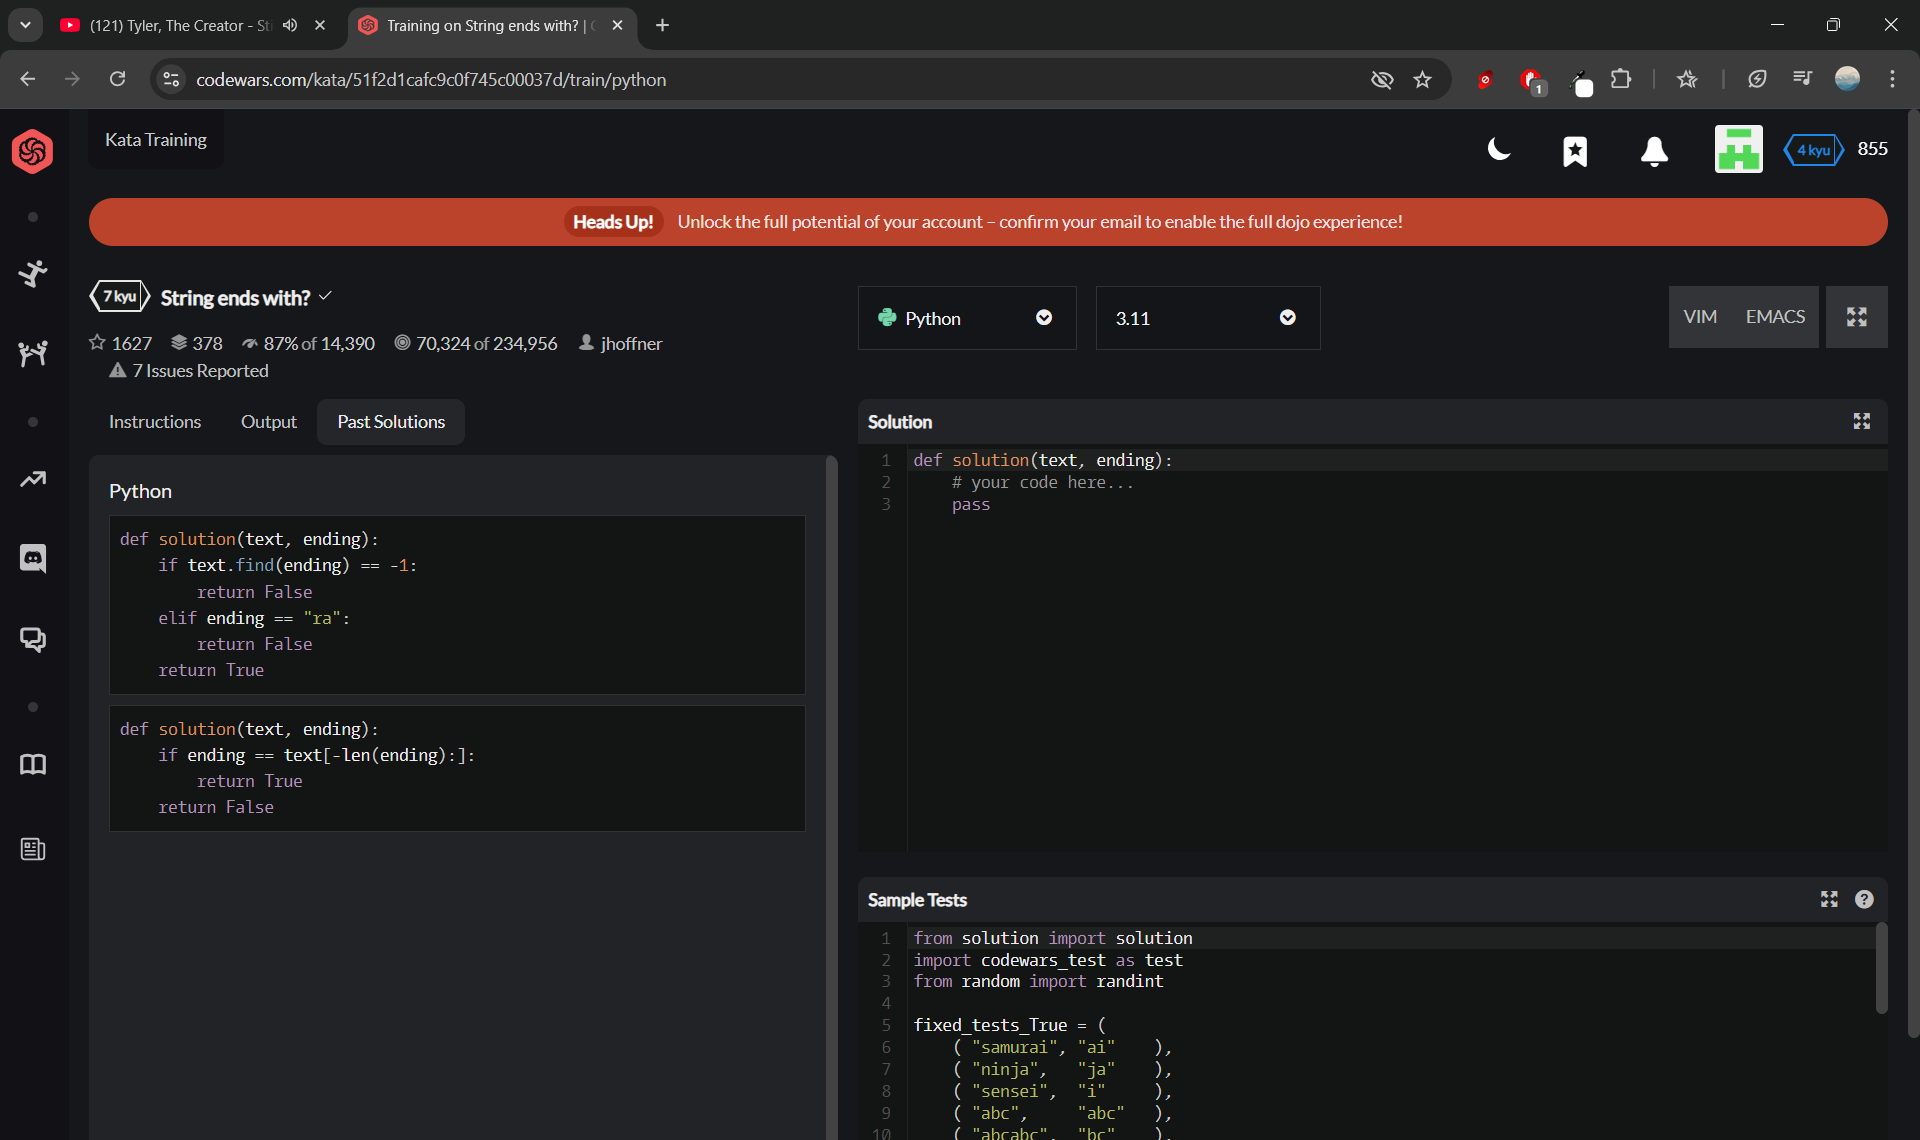 (121) Tyler, The Creator - St
Training on String ends with? |
codewars.com/kata/51f2d1cafc9c0f745c00037d/train/python
1
Kata Training
4 kyu
855
Heads Up! Unlock the full potential of your account – confirm your email to enable the full dojo experience!
7 kyu String ends with?
1627 378 87% of 14,390 70,324 of 234,956 jhoffner
7 Issues Reported
Python
3.11
VIM EMACS
Instructions Output Past Solutions
Python
def solution(text, ending):
    if text.find(ending) == -1:
        return False
    elif ending == "ra":
        return False
    return True
def solution(text, ending):
    if ending == text[-len(ending):]:
        return True
    return False
Solution
1 def solution(text, ending):
2     # your code here...
3     pass
Sample Tests
1 from solution import solution
2 import codewars_test as test
3 from random import randint
4
5 fixed_tests_True = (
6     ( "samurai", "ai"    ),
7     ( "ninja",   "ja"    ),
8     ( "sensei",  "i"     ),
9     ( "abc",     "abc"   ),
10     ( "abcabc",  "bc"    ),